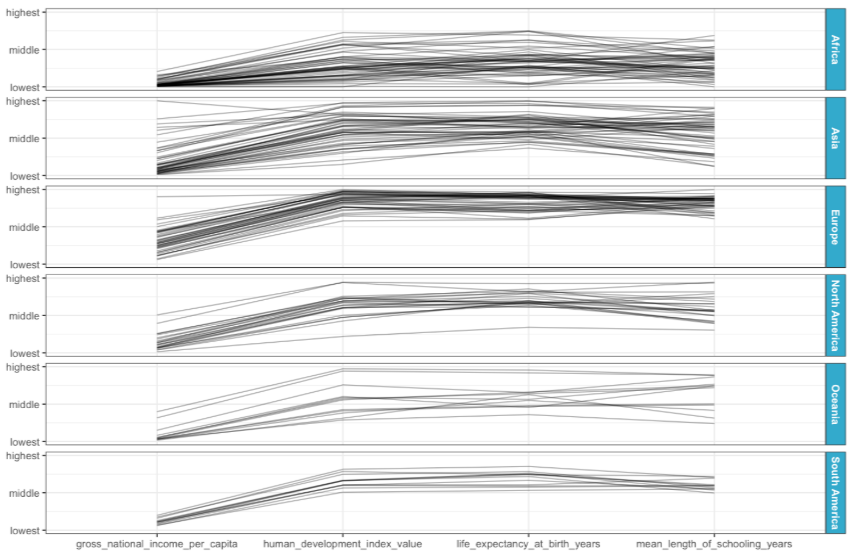 highest
middle
lowest
Africa
highest
middle
lowest
Asia
highest
middle
lowest
Europe
highest
middle
lowest
North America
highest
middle
lowest
Oceania
highest
middle
lowest
South America
gross_national_income_per_capita human_development_index_value life_expectancy_at_birth_years mean_length_of_schooling_years